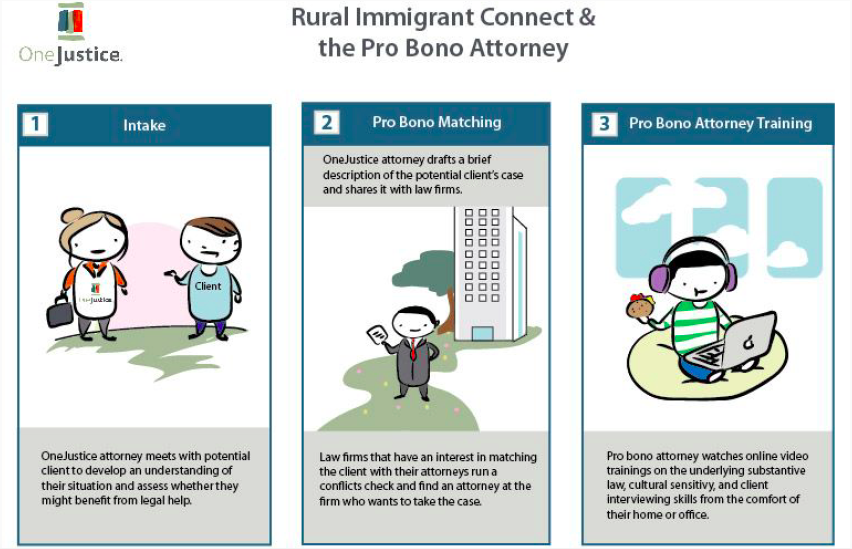 Rural Immigrant Connect &
the Pro Bono Attorney
OneJustice.
1
Intake
Client
OneJustice
OneJustice attorney meets with potential
client to develop an understanding of
their situation and assess whether they
might benefit from legal help.
2
Pro Bono Matching
OneJustice attorney drafts a brief
description of the potential client's case
and shares it with law firms.
Law firms that have an interest in matching
the client with their attorneys run a
conflicts check and find an attorney at the
firm who wants to take the case.
3
Pro Bono Attorney Training
Pro bono attorney watches online video
trainings on the underlying substantive
law, cultural sensitivy, and client
interviewing skills from the comfort of
their home or office.